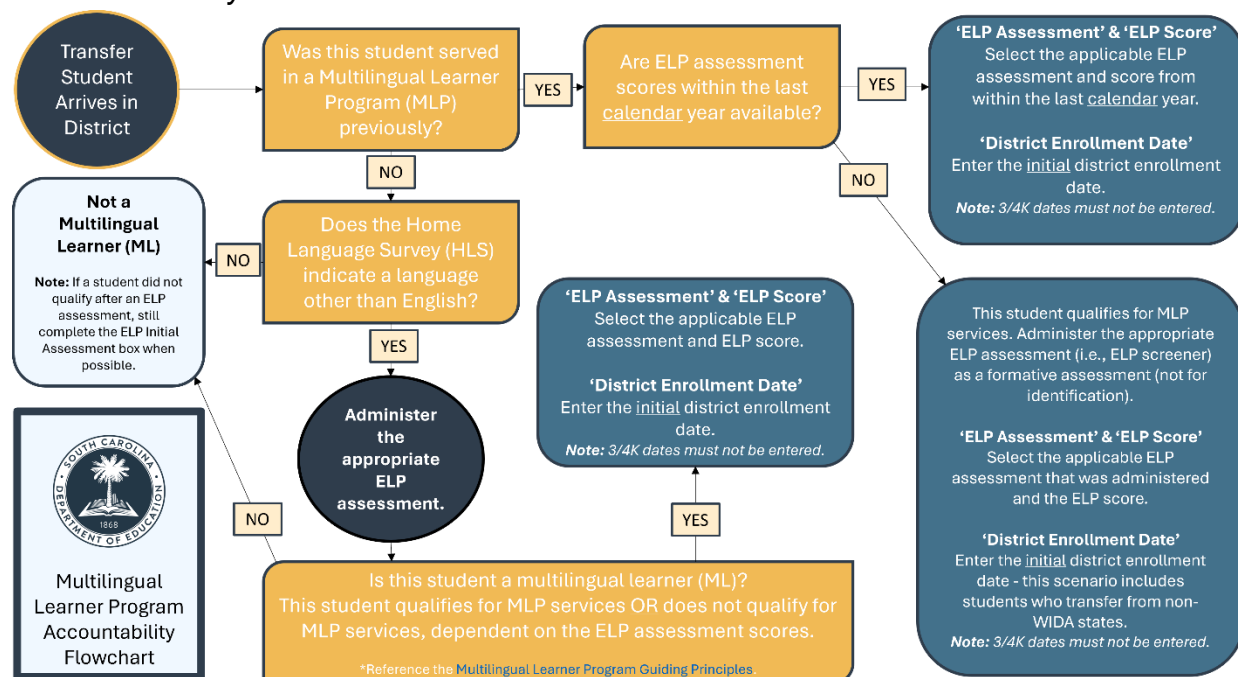 Transfer
Student
Arrives in
District
Was this student served
in a Multilingual Learner
Program (MLP)
previously?
YES
Are ELP assessment
scores within the last
calendar year available?
YES
‘ELP Assessment’ & ‘ELP Score’
Select the applicable ELP
assessment and score from
within the last calendar year.
‘District Enrollment Date’
Enter the initial district enrollment
date.
Note: 3/4K dates must not be entered.
NO
NO
Not a
Multilingual
Learner (ML)
Note: If a student did not
qualify after an ELP
assessment, still
complete the ELP Initial
Assessment box when
possible.
NO
Does the Home
Language Survey (HLS)
indicate a language
other than English?
YES
Administer
the
appropriate
ELP
assessment.
‘ELP Assessment’ & ‘ELP Score’
Select the applicable ELP
assessment and ELP score.
‘District Enrollment Date’
Enter the initial district enrollment
date.
Note: 3/4K dates must not be entered.
This student qualifies for MLP
services. Administer the appropriate
ELP assessment (i.e., ELP screener)
as a formative assessment (not for
identification).
‘ELP Assessment’ & ‘ELP Score’
Select the applicable ELP
assessment that was administered
and the ELP score.
‘District Enrollment Date’
Enter the initial district enrollment
date - this scenario includes
students who transfer from non-
WIDA states.
Note: 3/4K dates must not be entered.
SOUTH CAROLINA
DEPARTMENT OF EDUCATION
1868
Multilingual
Learner Program
Accountability
Flowchart
NO
YES
Is this student a multilingual learner (ML)?
This student qualifies for MLP services OR does not qualify for
MLP services, dependent on the ELP assessment scores.
*Reference the Multilingual Learner Program Guiding Principles